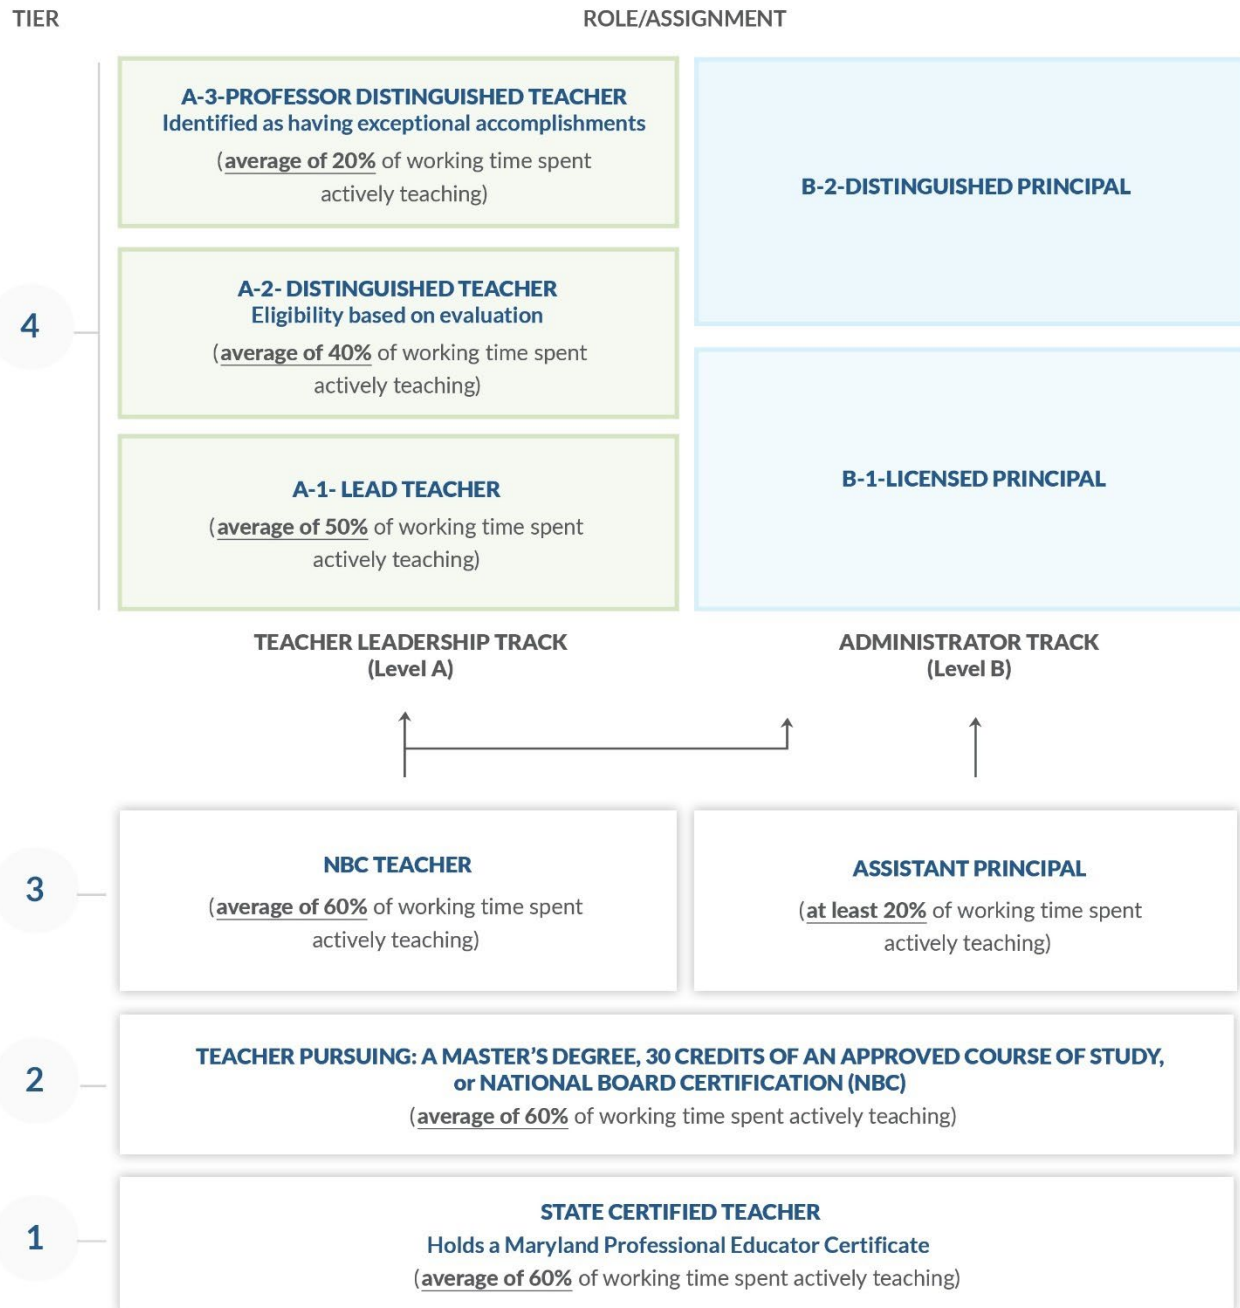 TIER
ROLE/ASSIGNMENT
A-3-PROFESSOR DISTINGUISHED TEACHER
Identified as having exceptional accomplishments
(average of 20% of working time spent
actively teaching)
B-2-DISTINGUISHED PRINCIPAL
4
A-2- DISTINGUISHED TEACHER
Eligibility based on evaluation
(average of 40% of working time spent
actively teaching)
A-1- LEAD TEACHER
(average of 50% of working time spent
actively teaching)
B-1-LICENSED PRINCIPAL
TEACHER LEADERSHIP TRACK
(Level A)
ADMINISTRATOR TRACK
(Level B)
3
NBC TEACHER
(average of 60% of working time spent
actively teaching)
ASSISTANT PRINCIPAL
(at least 20% of working time spent
actively teaching)
2
TEACHER PURSUING: A MASTER'S DEGREE, 30 CREDITS OF AN APPROVED COURSE OF STUDY,
or NATIONAL BOARD CERTIFICATION (NBC)
(average of 60% of working time spent actively teaching)
1
STATE CERTIFIED TEACHER
Holds a Maryland Professional Educator Certificate
(average of 60% of working time spent actively teaching)